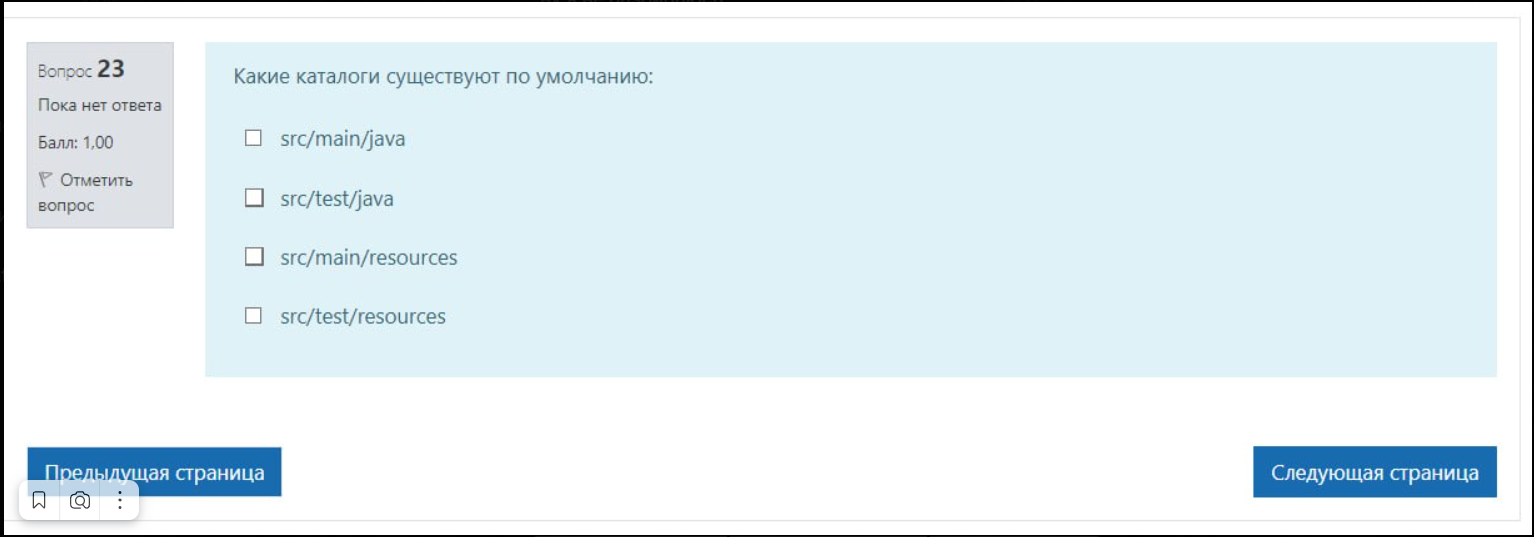 Вопрос 23
Пока нет ответа
Балл: 1,00
Отметить
вопрос
Какие каталоги существуют по умолчанию:
src/main/java
src/test/java
src/main/resources
src/test/resources
Предыдущая страница
Следующая страница